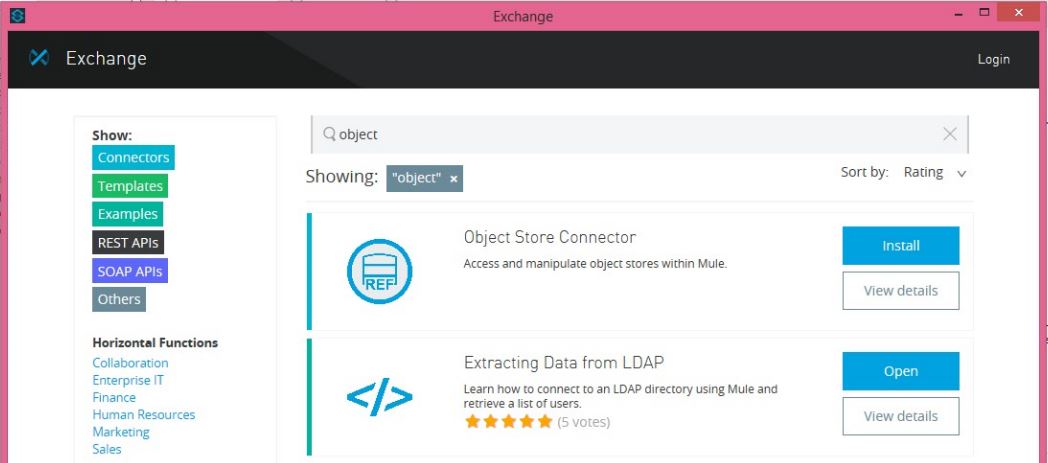 Exchange
Exchange
Login
Show:
Connectors
Templates
Examples
REST APIs
SOAP APIs
Others
Horizontal Functions
Collaboration
Enterprise IT
Finance
Human Resources
Marketing
Sales
object
Showing: "object" ×
Sort by: Rating
Object Store Connector
Access and manipulate object stores within Mule.
REF
Install
View details
Extracting Data from LDAP
Learn how to connect to an LDAP directory using Mule and
retrieve a list of users.
(5 votes)
</>
Open
View details